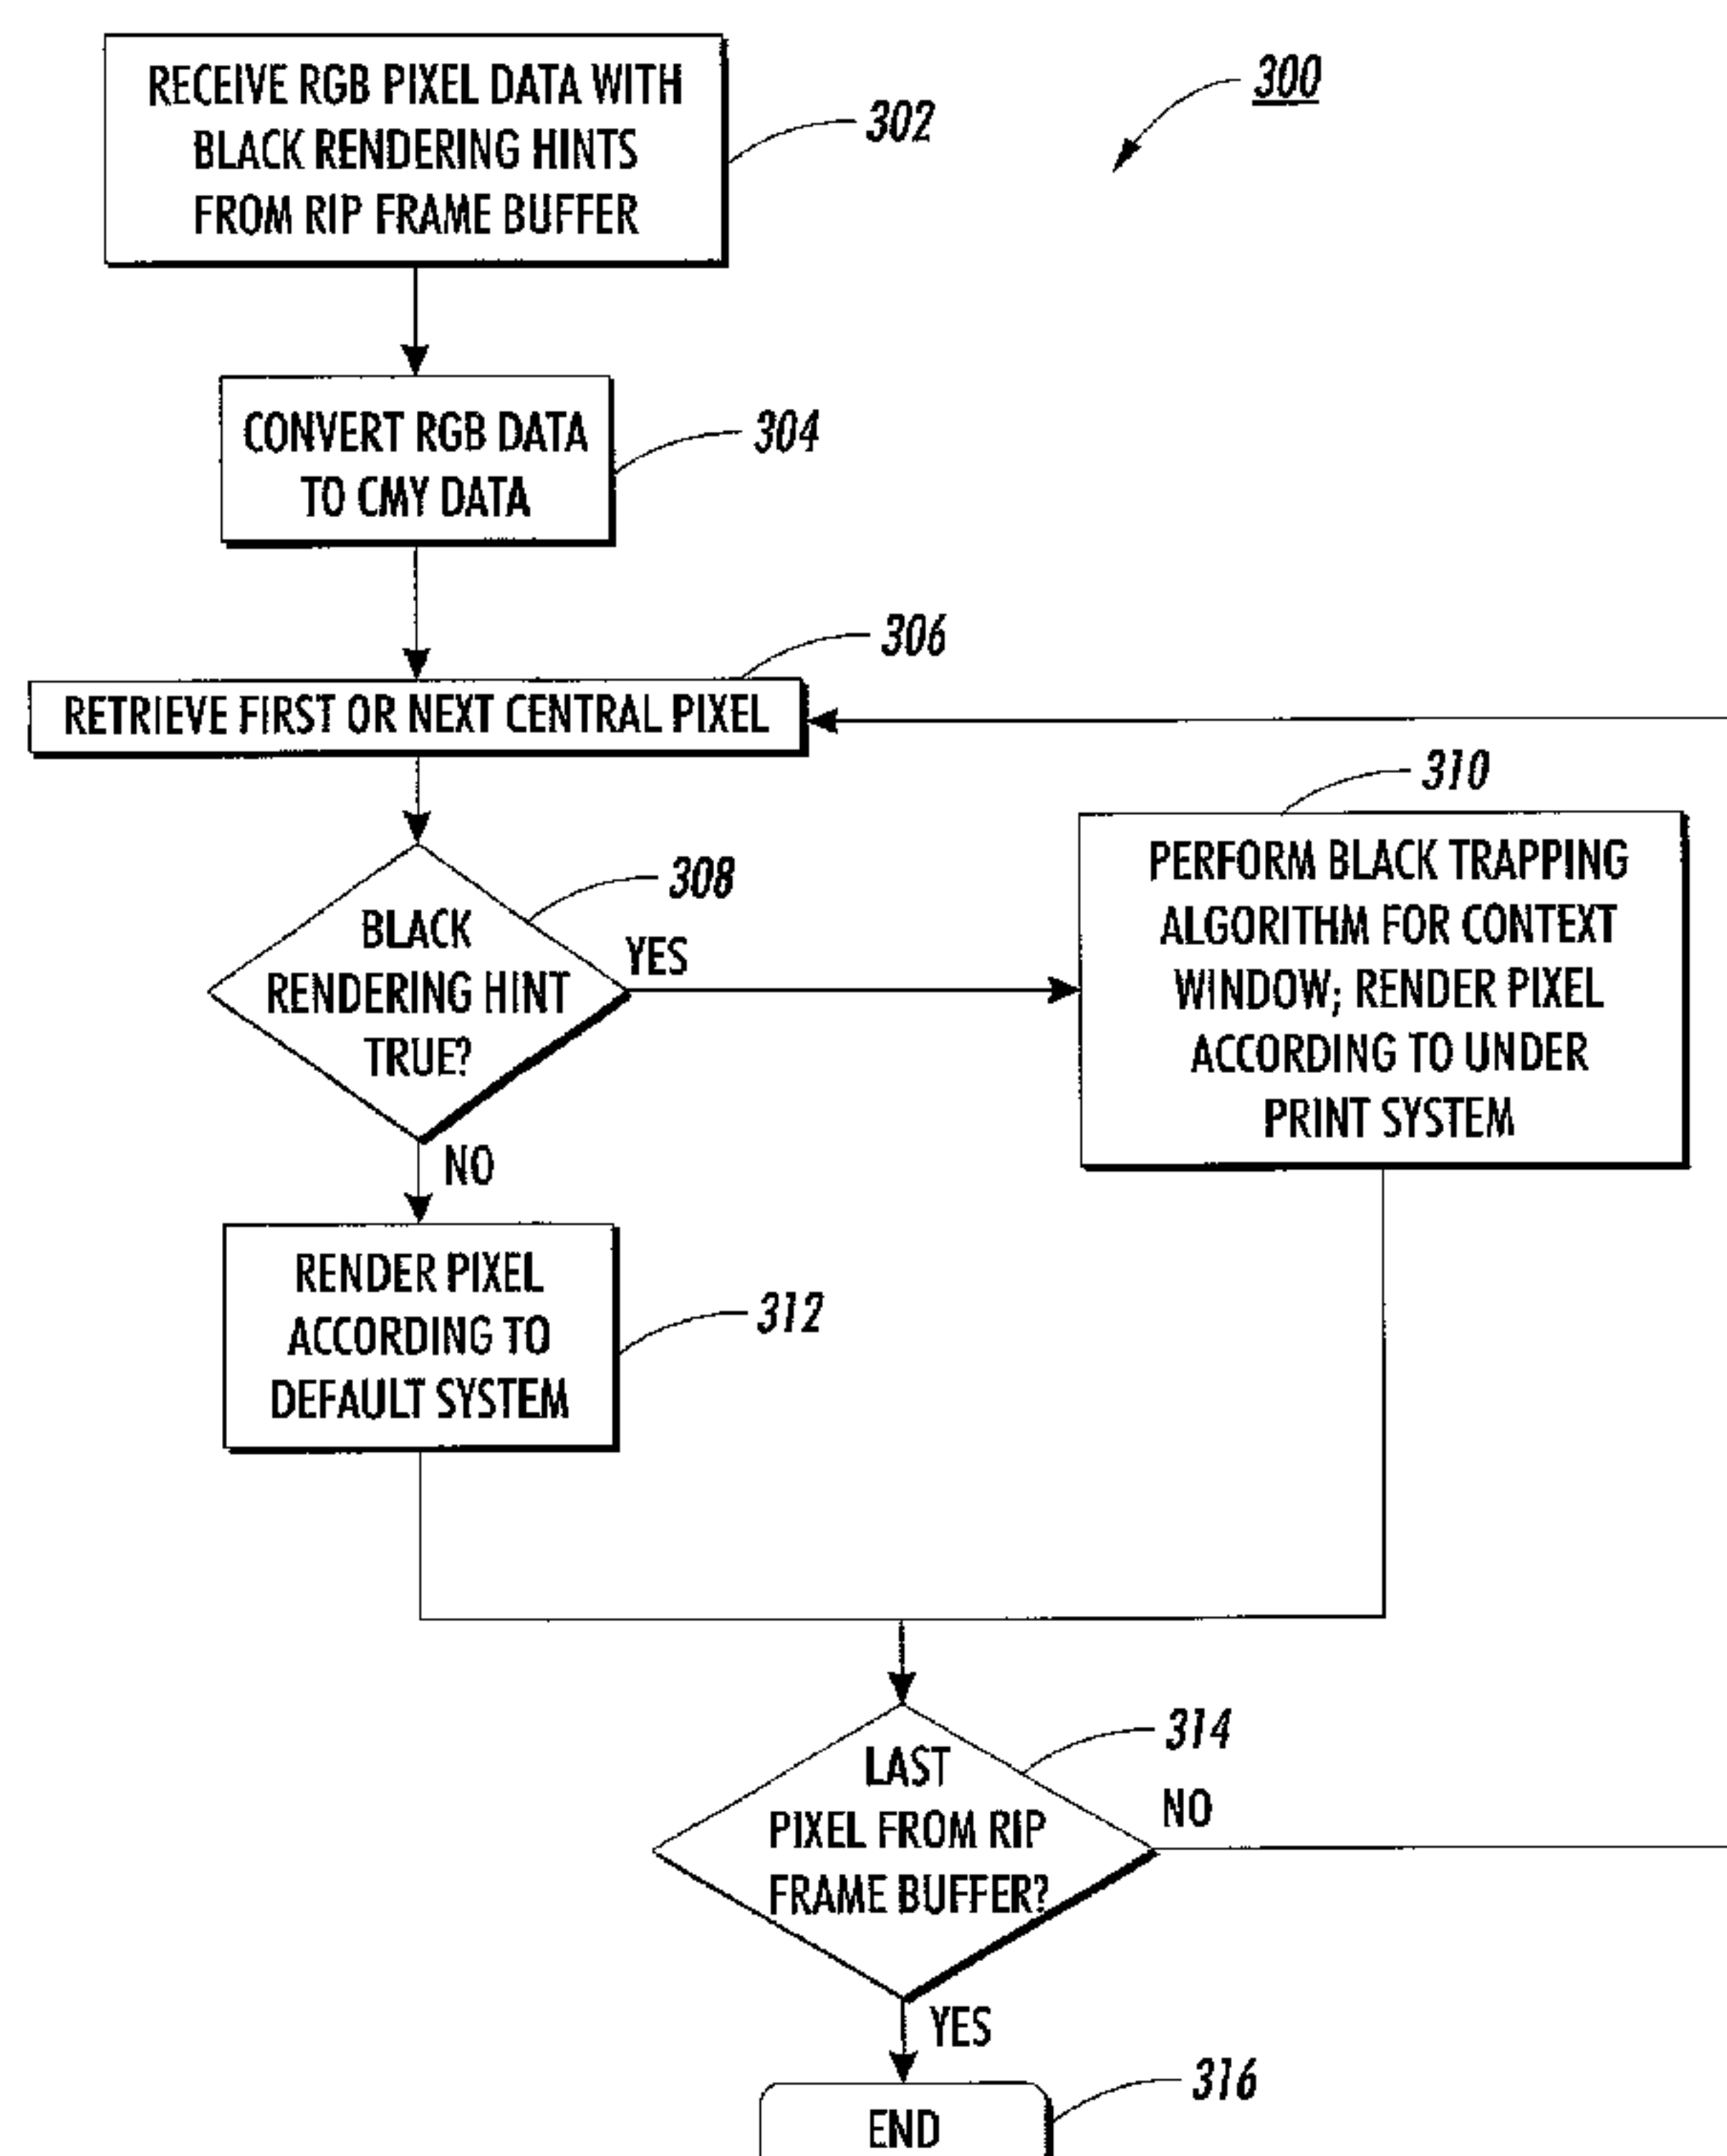 300
RECEIVE RGB PIXEL DATA WITH
BLACK RENDERING HINTS
FROM RIP FRAME BUFFER
302
CONVERT RGB DATA
TO CMY DATA
304
306
RETRIEVE FIRST OR NEXT CENTRAL PIXEL
308
BLACK
RENDERING HINT
TRUE?
YES
NO
310
PERFORM BLACK TRAPPING
ALGORITHM FOR CONTEXT
WINDOW; RENDER PIXEL
ACCORDING TO UNDER
PRINT SYSTEM
RENDER PIXEL
ACCORDING TO
DEFAULT SYSTEM
312
314
LAST
PIXEL FROM RIP
FRAME BUFFER?
NO
YES
316
END